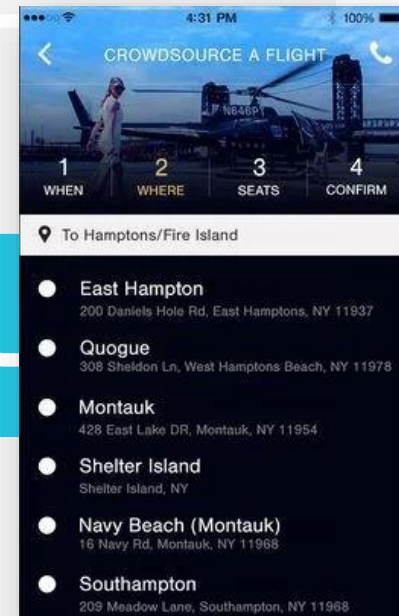 4:31 PM
100%
CROWDSOURCE A FLIGHT
N646PY
1
WHEN
2
WHERE
3
SEATS
4
CONFIRM
To Hamptons/Fire Island
East Hampton
200 Daniels Hole Rd, East Hamptons, NY 11937
Quogue
308 Sheldon Ln, West Hamptons Beach, NY 11978
Montauk
428 East Lake DR, Montauk, NY 11954
Shelter Island
Shelter Island, NY
Navy Beach (Montauk)
16 Navy Rd, Montauk, NY 11968
Southampton
209 Meadow Lane, Southampton, NY 11968